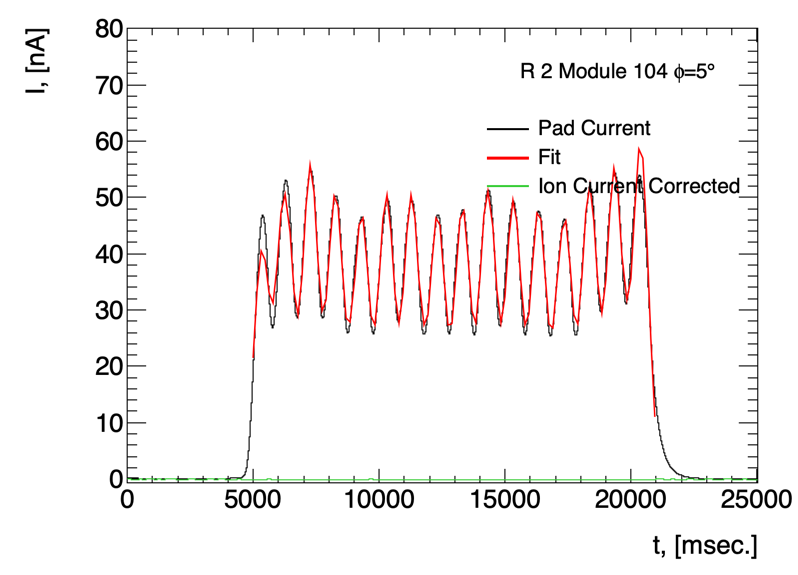 I, [nA]
80
R 2 Module 104 ϕ=5°
70
Pad Current
60
Fit
Ion Current Corrected
50
40
30
20
10
0
0 5000 10000 15000 20000 25000
t, [msec.]